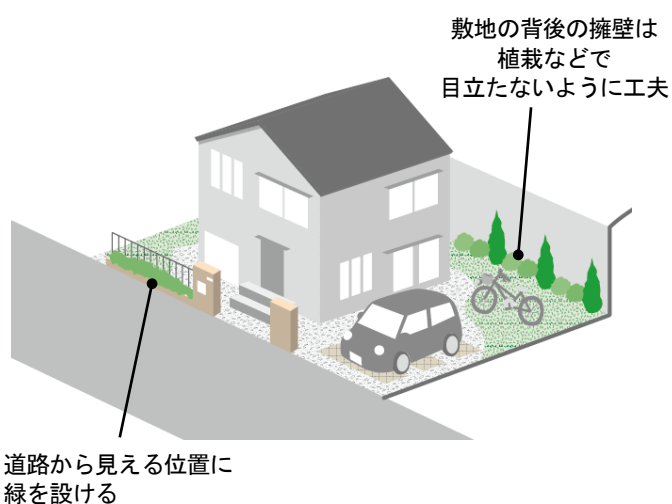 敷地の背後の擁壁は
植栽などで
目立たないように工夫
道路から見える位置に
緑を設ける